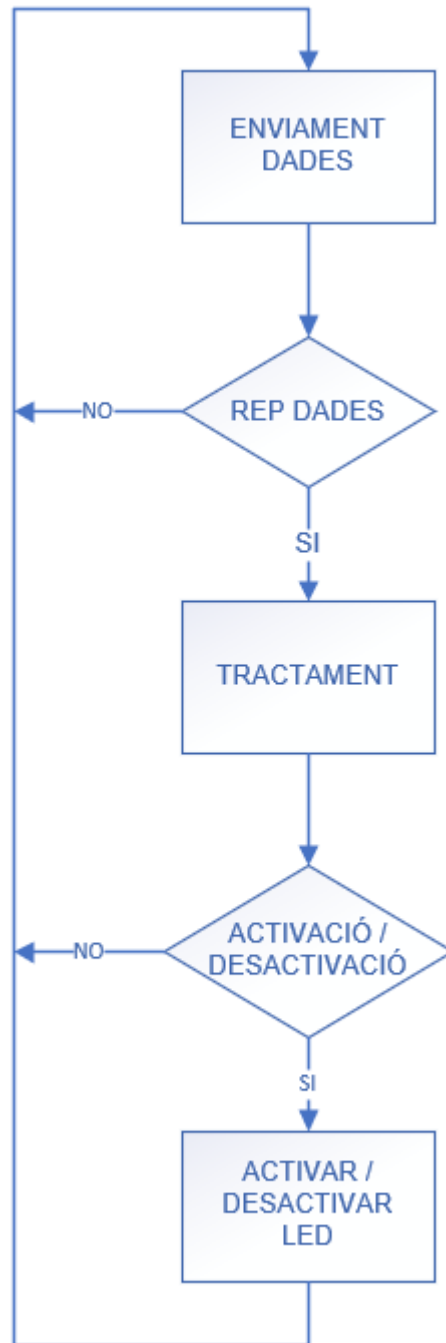 ENVIAMENT
DADES
REP DADES
NO
SI
TRACTAMENT
ACTIVACIÓ /
DESACTIVACIÓ
NO
SI
ACTIVAR /
DESACTIVAR
LED